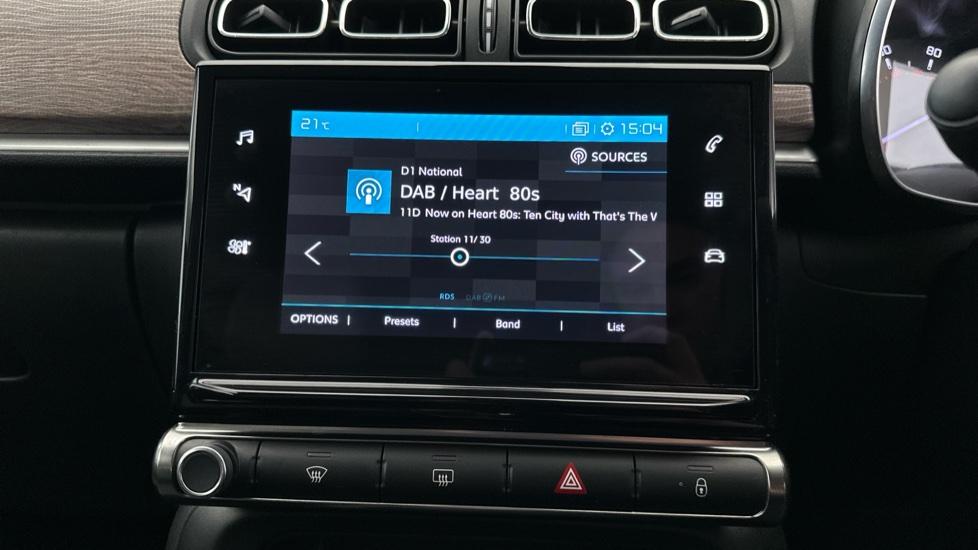 21°C
15:04
SOURCES
D1 National
DAB / Heart 80s
11D Now on Heart 80s: Ten City with That's The V
Station 11/ 30
RDS DAB FM
OPTIONS | Presets | Band | List
N
80